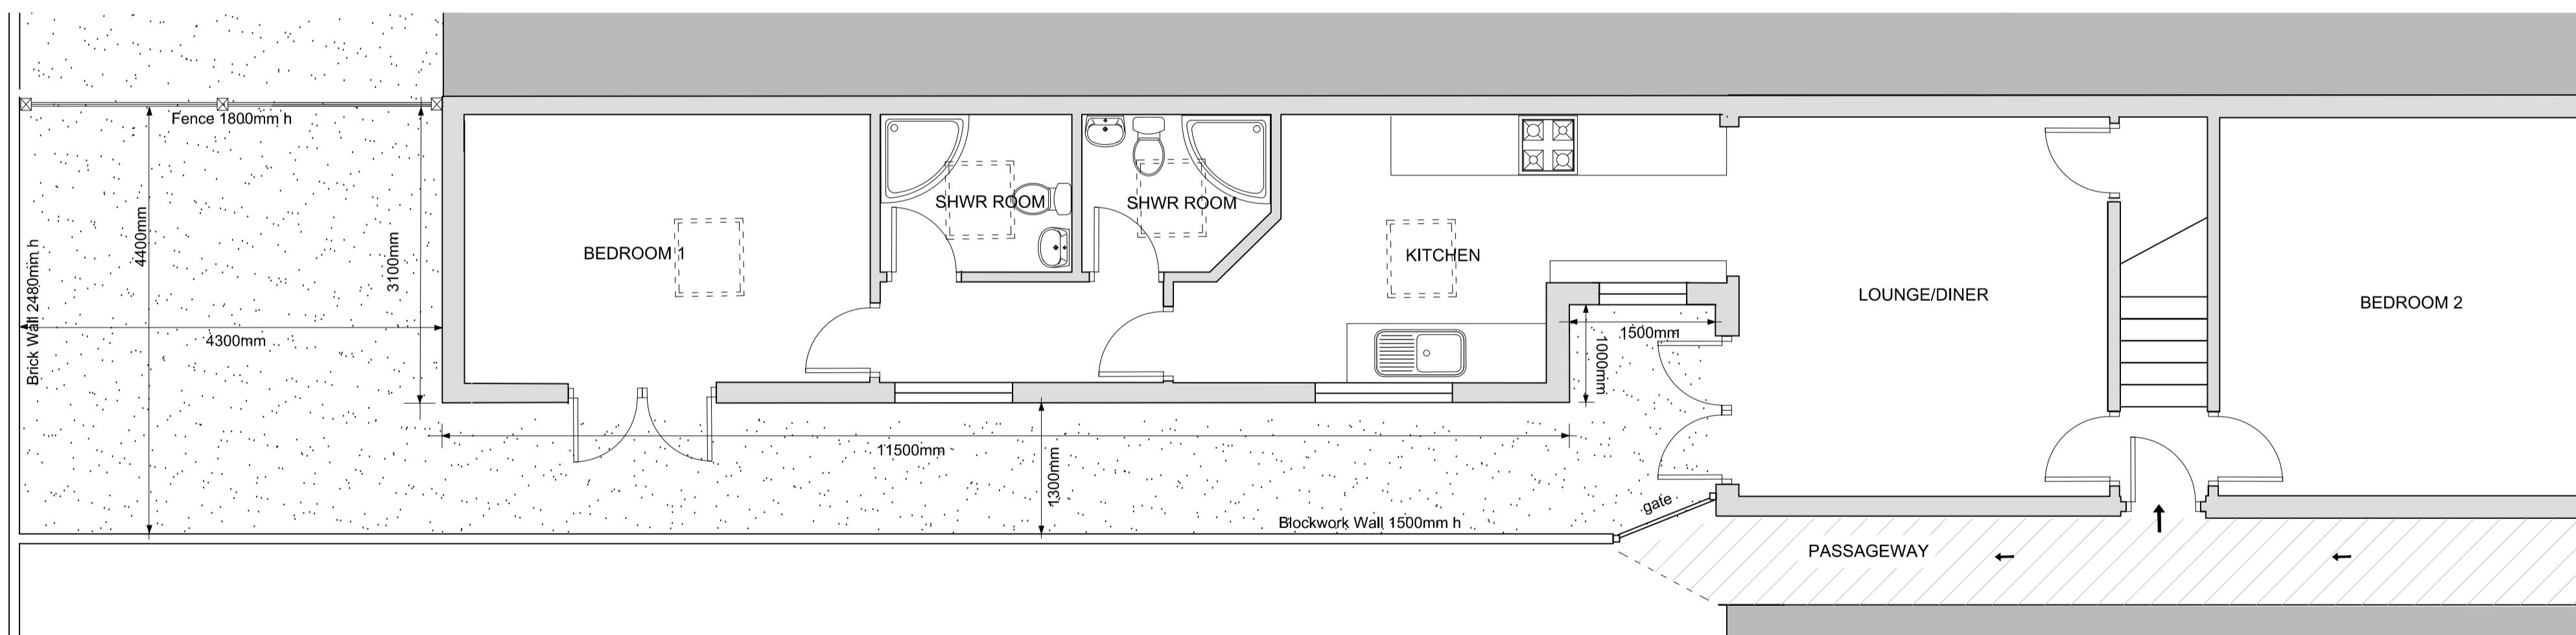 Fence 1800mm h
Brick Wall 2480mm h
4400mm
4300mm
3100mm
BEDROOM 1
SHWR ROOM
SHWR ROOM
KITCHEN
1500mm
1000mm
LOUNGE/DINER
BEDROOM 2
11500mm
1300mm
Blockwork Wall 1500mm h
gate
PASSAGEWAY